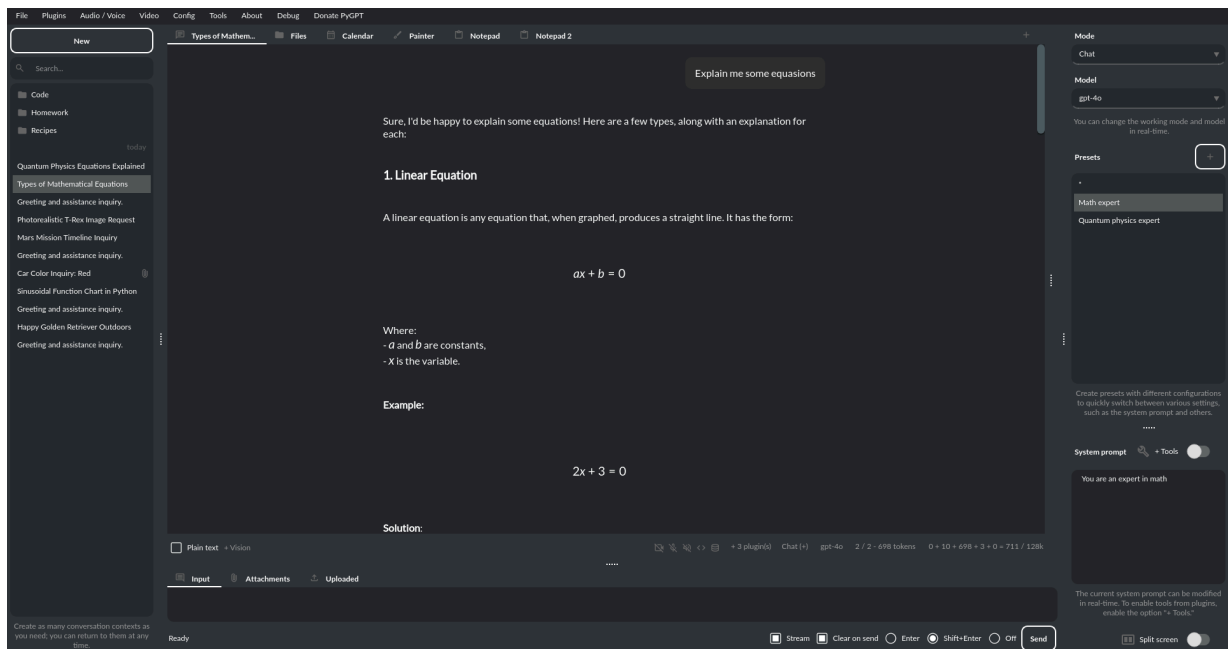 File Plugins Audio / Voice Video Config Tools About Debug Donate PyGPT
New
Search...
Code
Homework
Recipes
today
Quantum Physics Equations Explained
Types of Mathematical Equations
Greeting and assistance inquiry.
Photorealistic T-Rex Image Request
Mars Mission Timeline Inquiry
Greeting and assistance inquiry.
Car Color Inquiry: Red
Sinusoidal Function Chart in Python
Greeting and assistance inquiry.
Happy Golden Retriever Outdoors
Greeting and assistance inquiry.
Create as many conversation contexts as
you need; you can return to them at any
time.
Types of Mathem... Files Calendar Painter Notepad Notepad 2 +
Explain me some equasions
Sure, I'd be happy to explain some equations! Here are a few types, along with an explanation for
each:
1. Linear Equation
A linear equation is any equation that, when graphed, produces a straight line. It has the form:
ax + b = 0
Where:
- a and b are constants,
- x is the variable.
Example:
2x + 3 = 0
Solution:
Plain text + Vision
+ 3 plugin(s) Chat (+) gpt-4o 2 / 2 - 698 tokens 0 + 10 + 698 + 3 + 0 = 711 / 128k
Input Attachments Uploaded
Ready
Stream Clear on send Enter Shift+Enter Off Send
Mode
Chat
Model
gpt-4o
You can change the working mode and model
in real-time.
Presets +
*
Math expert
Quantum physics expert
Create presets with different configurations
to quickly switch between various settings,
such as the system prompt and others.
System prompt + Tools
You are an expert in math
The current system prompt can be modified
in real-time. To enable tools from plugins,
enable the option "+ Tools."
Split screen